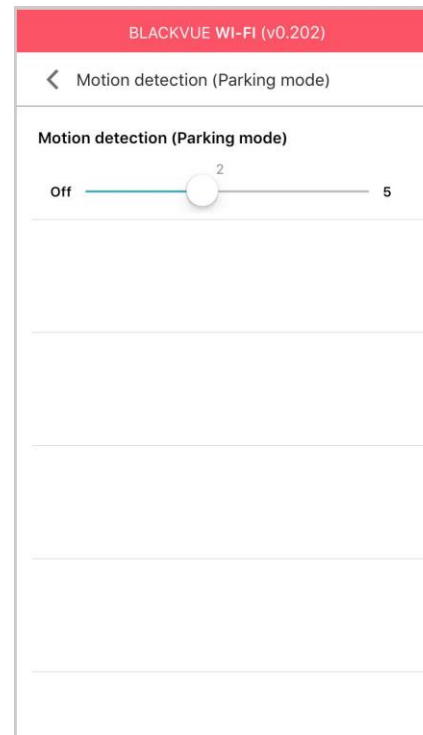 BLACKVUE WI-FI (v0.202)
Motion detection (Parking mode)
Motion detection (Parking mode)
2
Off 5